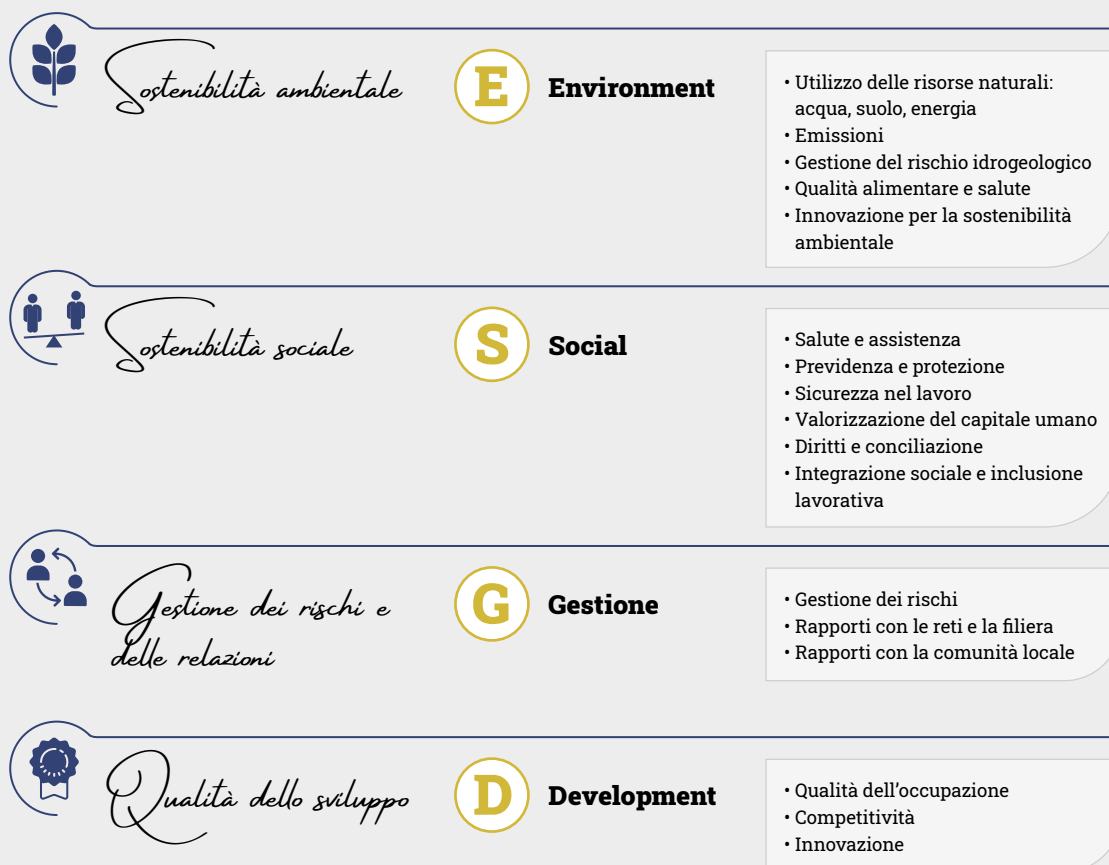 Sostenibilità ambientale
E
Environment
• Utilizzo delle risorse naturali:
acqua, suolo, energia
• Emissioni
• Gestione del rischio idrogeologico
• Qualità alimentare e salute
• Innovazione per la sostenibilità
ambientale
Sostenibilità sociale
S
Social
• Salute e assistenza
• Previdenza e protezione
• Sicurezza nel lavoro
• Valorizzazione del capitale umano
• Diritti e conciliazione
• Integrazione sociale e inclusione
lavorativa
Gestione dei rischi e
delle relazioni
G
Gestione
• Gestione dei rischi
• Rapporti con le reti e la filiera
• Rapporti con la comunità locale
Qualità dello sviluppo
D
Development
• Qualità dell'occupazione
• Competitività
• Innovazione